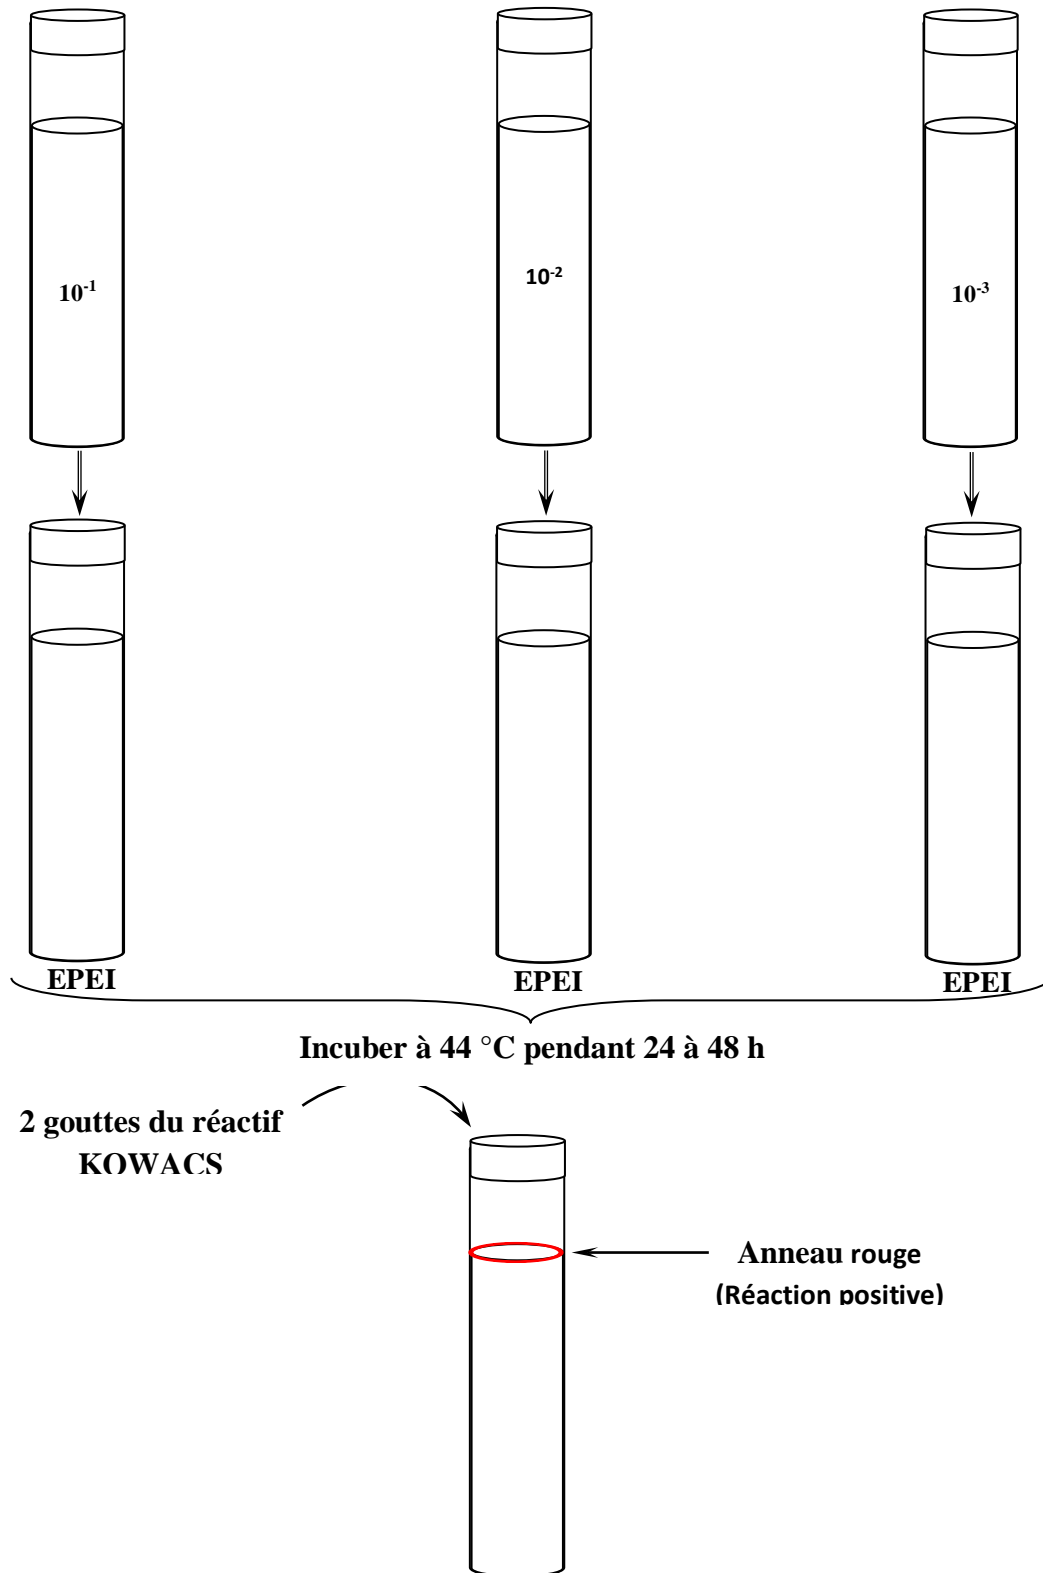 10⁻¹
10⁻²
10⁻³
EPEI
EPEI
EPEI
Incuber à 44 °C pendant 24 à 48 h
2 gouttes du réactif
KOWACS
Anneau rouge
(Réaction positive)